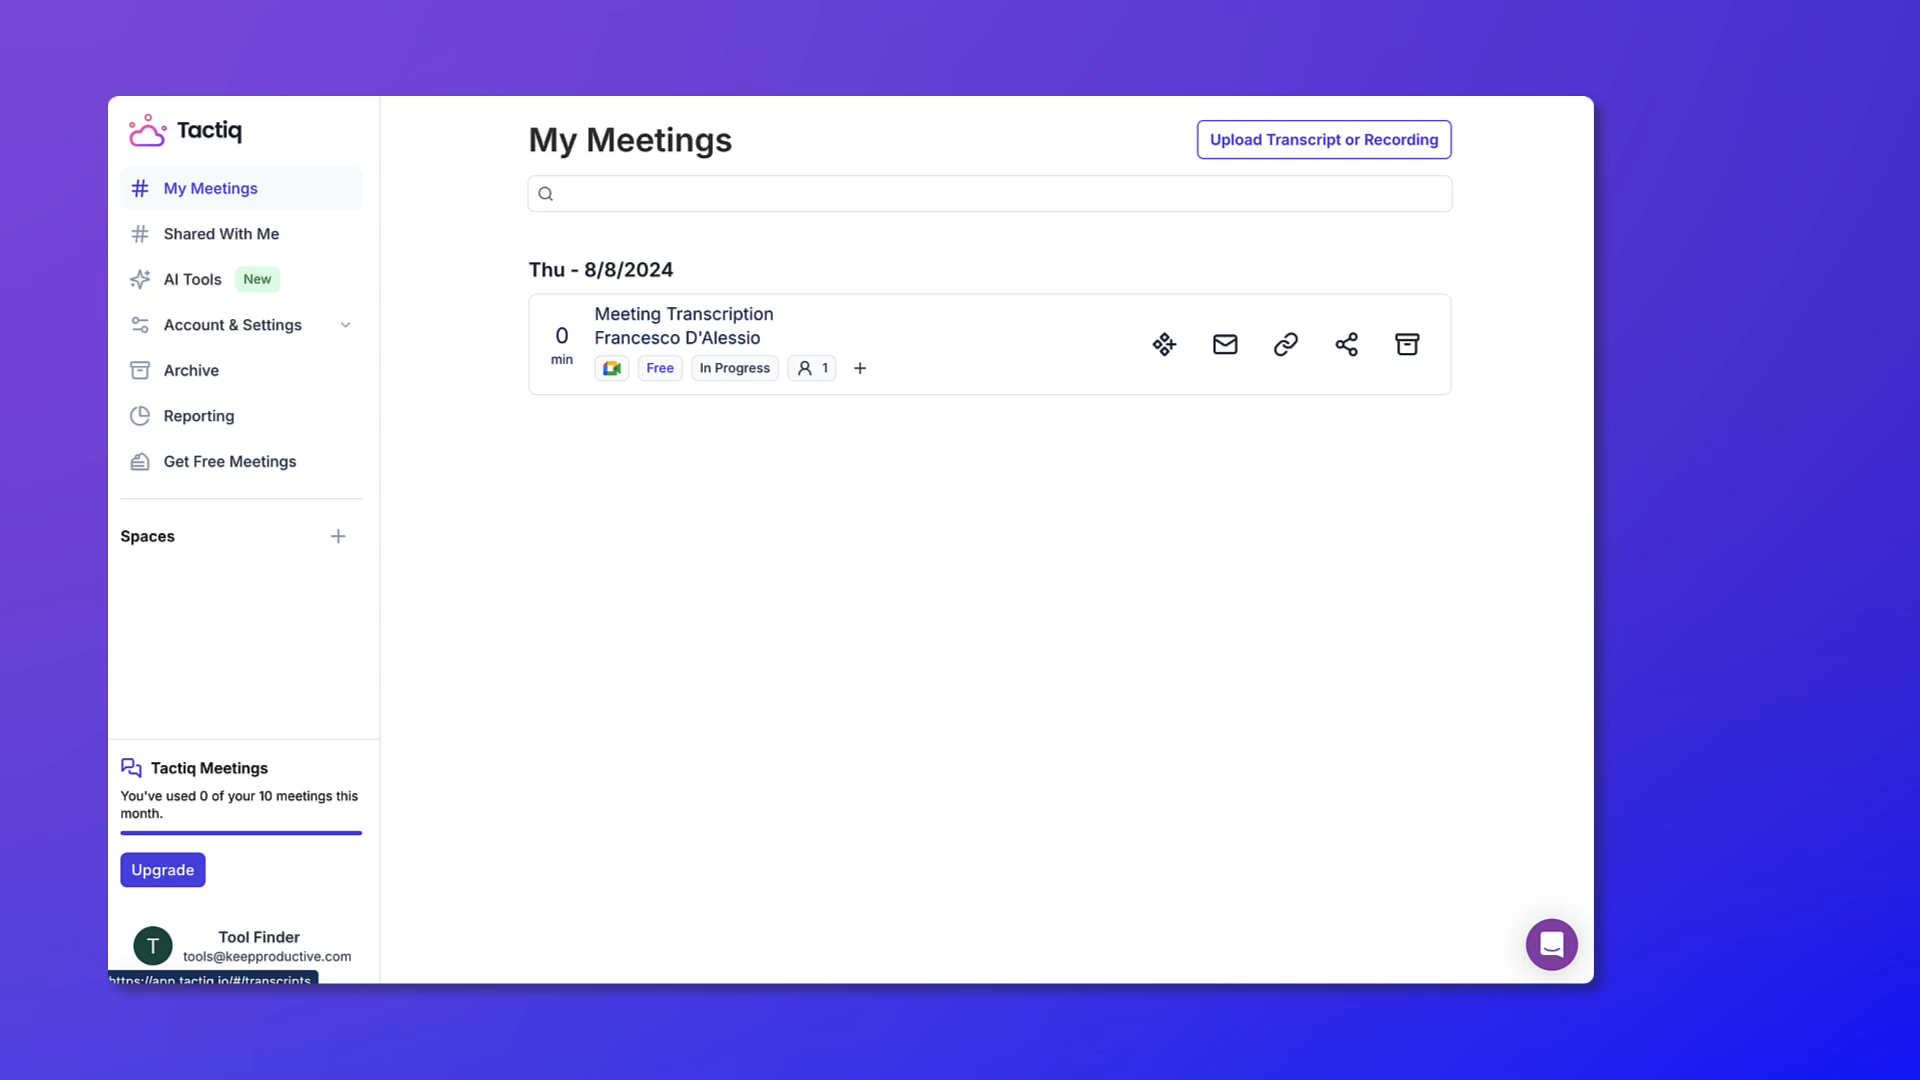 Tactiq
My Meetings
Shared With Me
AI Tools New
Account & Settings
Archive
Reporting
Get Free Meetings
Spaces
Tactiq Meetings
You've used 0 of your 10 meetings this
month.
Upgrade
T
Tool Finder
tools@keepproductive.com
https://app.tactiq.io/#/transcripts
My Meetings
Upload Transcript or Recording
Thu - 8/8/2024
0
min
Meeting Transcription
Francesco D'Alessio
Free In Progress 1